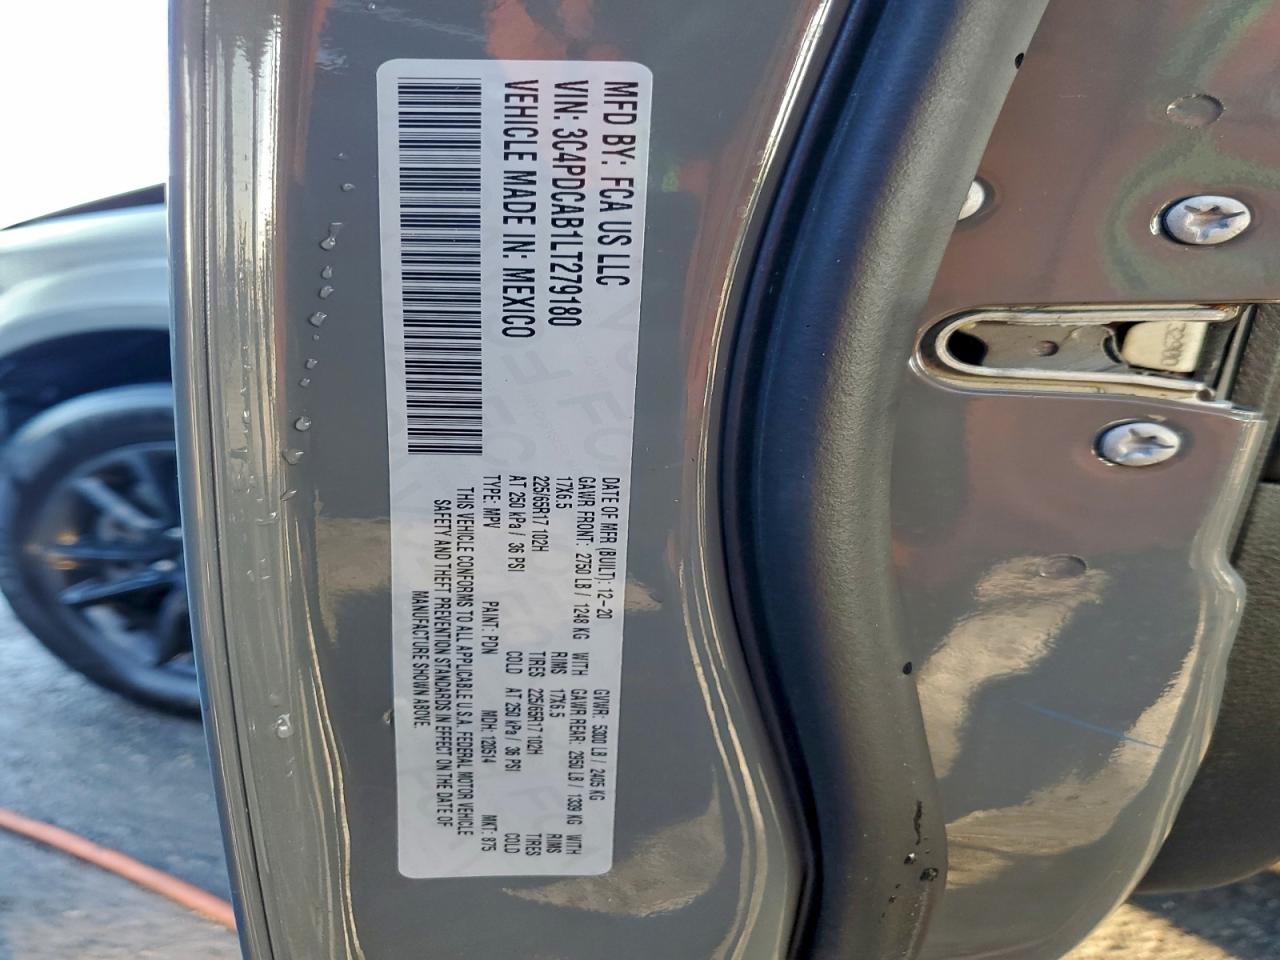 MFD BY: FCA US LLC
VIN: 3C4PDCAB1LT279180
VEHICLE MADE IN: MEXICO
DATE OF MFR (BUILT): 12-20 GVWR: 5300 LB / 2405 KG
GAWR FRONT: 2750 LB / 1248 KG WITH GAWR REAR: 2950 LB / 1339 KG WITH
17X6.5 RIMS 17X6.5 RIMS
225/65R17 102H TIRES 225/65R17 102H TIRES
AT 250 kPa / 36 PSI COLD AT 250 kPa / 36 PSI COLD
TYPE: MPV PAINT: PDN MDH: 120514 MKT: 875
THIS VEHICLE CONFORMS TO ALL APPLICABLE U.S.A. FEDERAL MOTOR VEHICLE
SAFETY AND THEFT PREVENTION STANDARDS IN EFFECT ON THE DATE OF
MANUFACTURE SHOWN ABOVE.